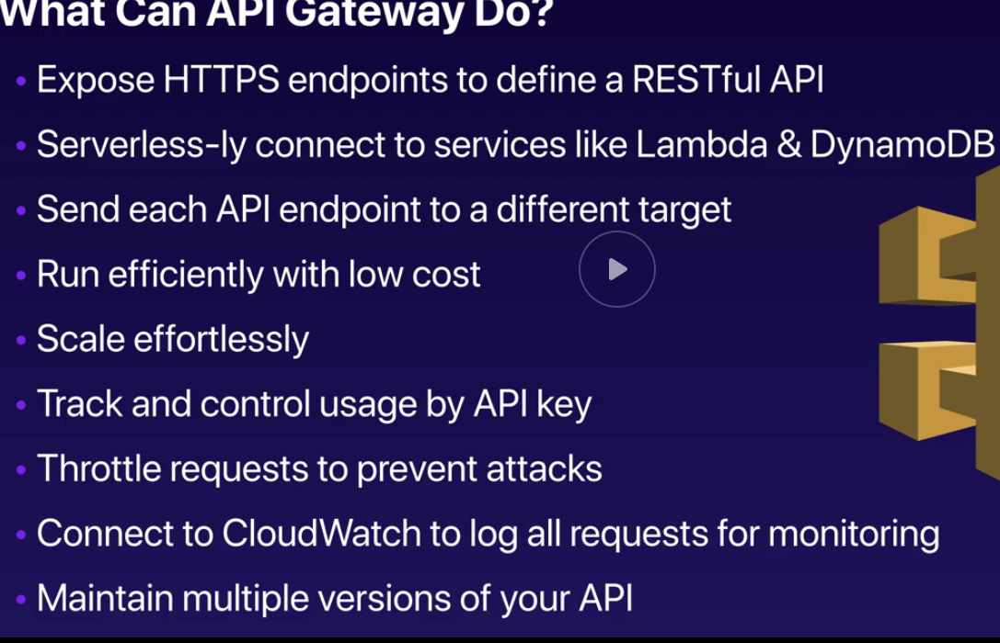 What Can API Gateway Do?
• Expose HTTPS endpoints to define a RESTful API
• Serverless-ly connect to services like Lambda & DynamoDB
• Send each API endpoint to a different target
• Run efficiently with low cost
• Scale effortlessly
• Track and control usage by API key
• Throttle requests to prevent attacks
• Connect to CloudWatch to log all requests for monitoring
• Maintain multiple versions of your API